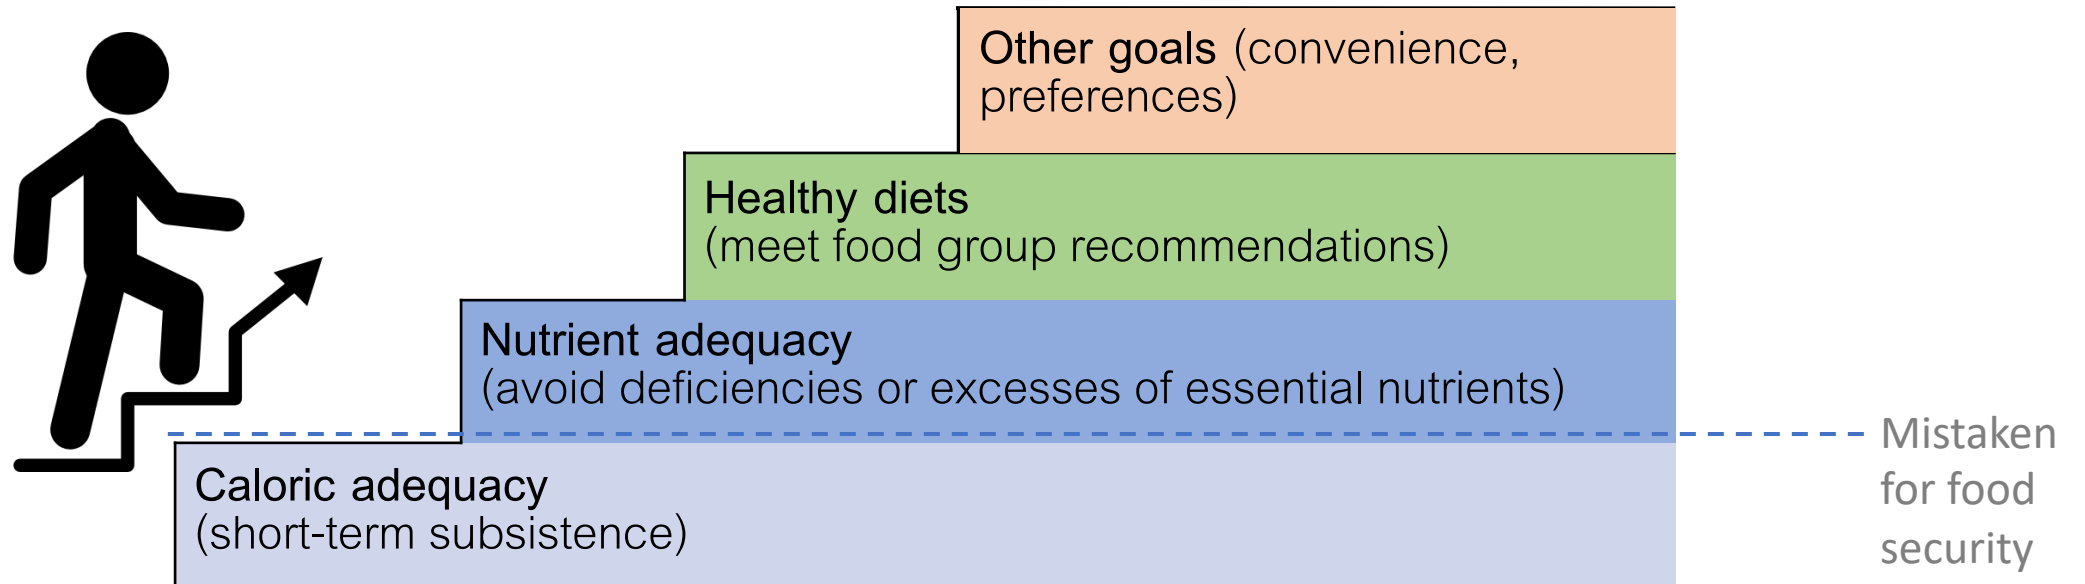 Other goals (convenience,
preferences)
Healthy diets
(meet food group recommendations)
Nutrient adequacy
(avoid deficiencies or excesses of essential nutrients)
Caloric adequacy
(short-term subsistence)
Mistaken
for food
security